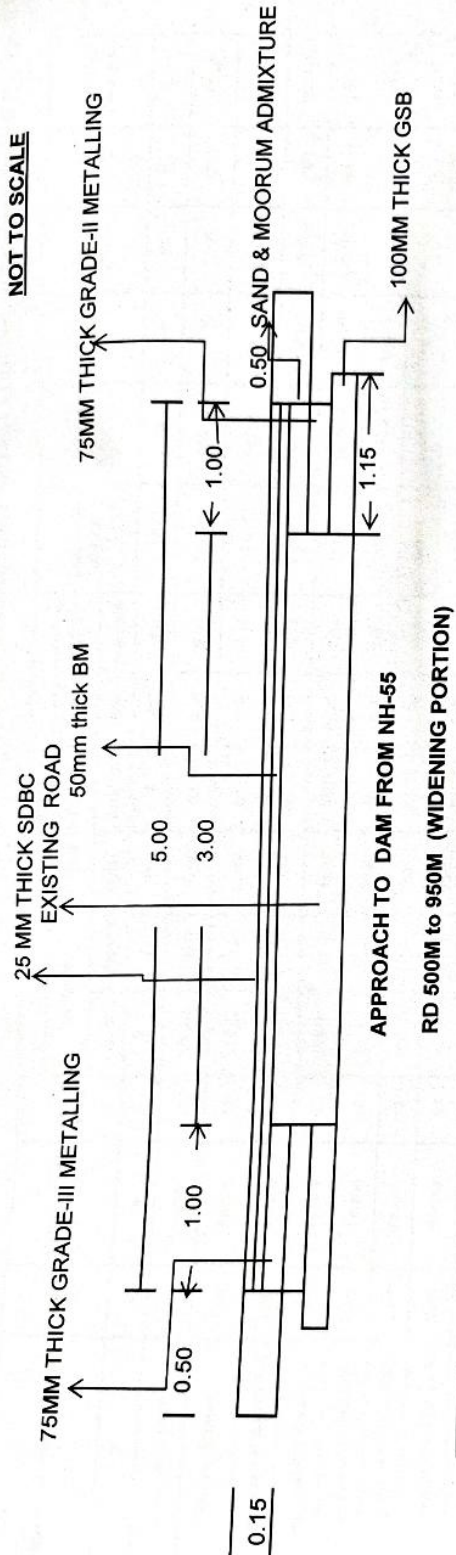 NOT TO SCALE
25 MM THICK SDBC
EXISTING ROAD
50mm thick BM
75MM THICK GRADE-III METALLING
75MM THICK GRADE-II METALLING
5.00
3.00
1.00
1.00
0.50
0.50 SAND & MOORUM ADMIXTURE
0.15
1.15
100MM THICK GSB
APPROACH TO DAM FROM NH-55
RD 500M to 950M (WIDENING PORTION)